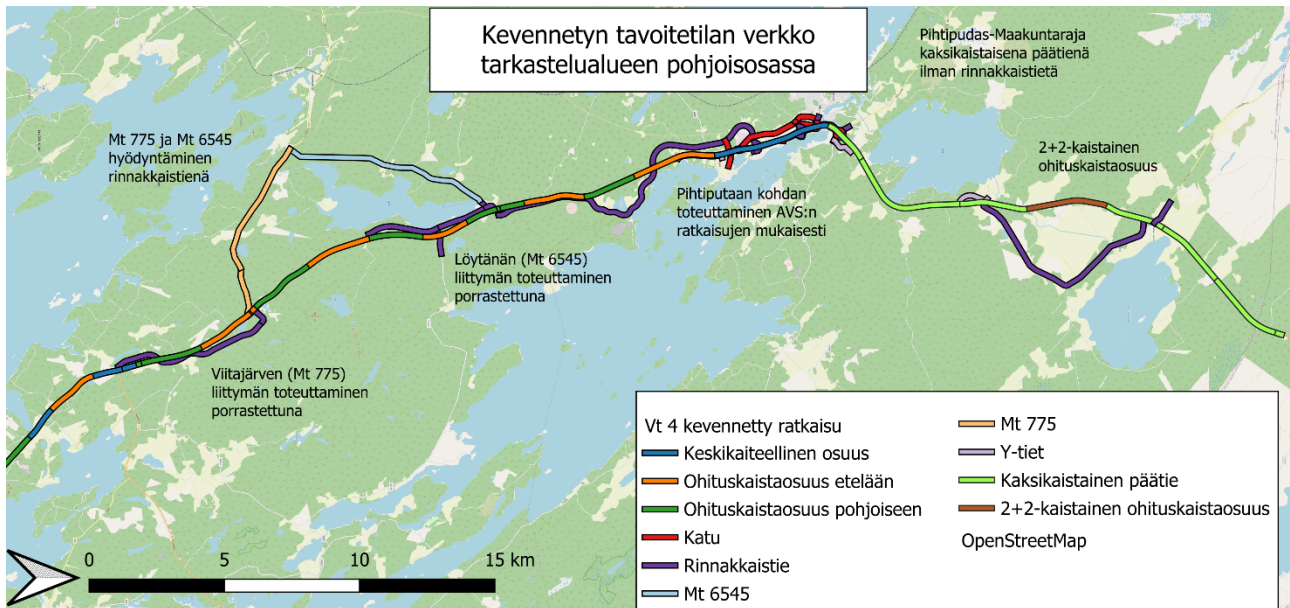 Kevennetyn tavoitetilan verkko
tarkastelualueen pohjoisosassa
Pihtipudas-Maakuntaraja
kaksikaistaisena päätienä
ilman rinnakkaistietä
Mt 775 ja Mt 6545
hyödyntäminen
rinnakkaistienä
2+2-kaistainen
ohituskaistaosuus
Pihtiputaan kohdan
toteuttaminen AVS:n
ratkaisujen mukaisesti
Löytänän (Mt 6545)
liittymän toteuttaminen
porrastettuna
Viitajärven (Mt 775)
liittymän toteuttaminen
porrastettuna
Vt 4 kevennetty ratkaisu
Keskikaiteellinen osuus
Ohituskaistaosuus etelään
Ohituskaistaosuus pohjoiseen
Katu
Rinnakkaistie
Mt 6545
Mt 775
Y-tiet
Kaksikaistainen päätie
2+2-kaistainen ohituskaistaosuus
OpenStreetMap
0 5 10 15 km